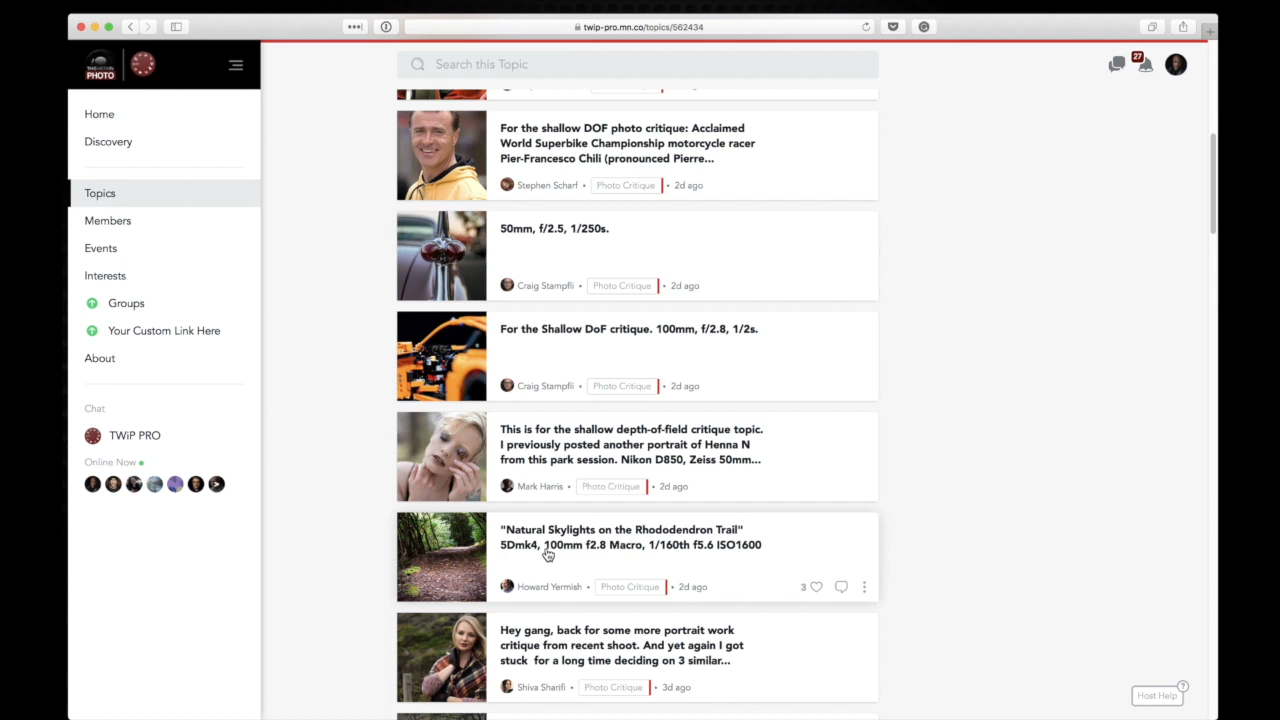 twip-pro.mn.co/topics/562434
THIS WEEK IN
PHOTO
Search this Topic
27
Home
Discovery
Topics
Members
Events
Interests
Groups
Your Custom Link Here
About
Chat
TWiP PRO
Online Now
For the shallow DOF photo critique: Acclaimed
World Superbike Championship motorcycle racer
Pier-Francesco Chili (pronounced Pierre...
Stephen Scharf • Photo Critique • 2d ago
50mm, f/2.5, 1/250s.
Craig Stampfli • Photo Critique • 2d ago
For the Shallow DoF critique. 100mm, f/2.8, 1/2s.
Craig Stampfli • Photo Critique • 2d ago
This is for the shallow depth-of-field critique topic.
I previously posted another portrait of Henna N
from this park session. Nikon D850, Zeiss 50mm...
Mark Harris • Photo Critique • 2d ago
"Natural Skylights on the Rhododendron Trail"
5Dmk4, 100mm f2.8 Macro, 1/160th f5.6 ISO1600
Howard Yermish • Photo Critique • 2d ago 3
Hey gang, back for some more portrait work
critique from recent shoot. And yet again I got
stuck for a long time deciding on 3 similar...
Shiva Sharifi • Photo Critique • 3d ago
Host Help ?